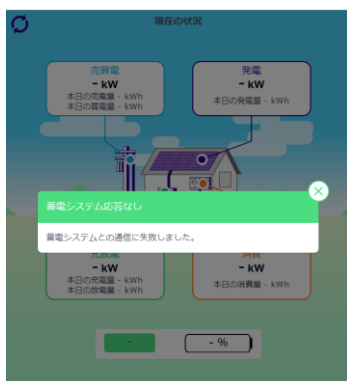 現在の状況
売買電
- kW
本日の売電量 - kWh
本日の買電量 - kWh
発電
- kW
本日の発電量 - kWh
蓄電システム応答なし
蓄電システムとの通信に失敗しました。
充放電
- kW
本日の充電量 - kWh
本日の放電量 - kWh
消費
- kW
本日の消費量 - kWh
-
- %